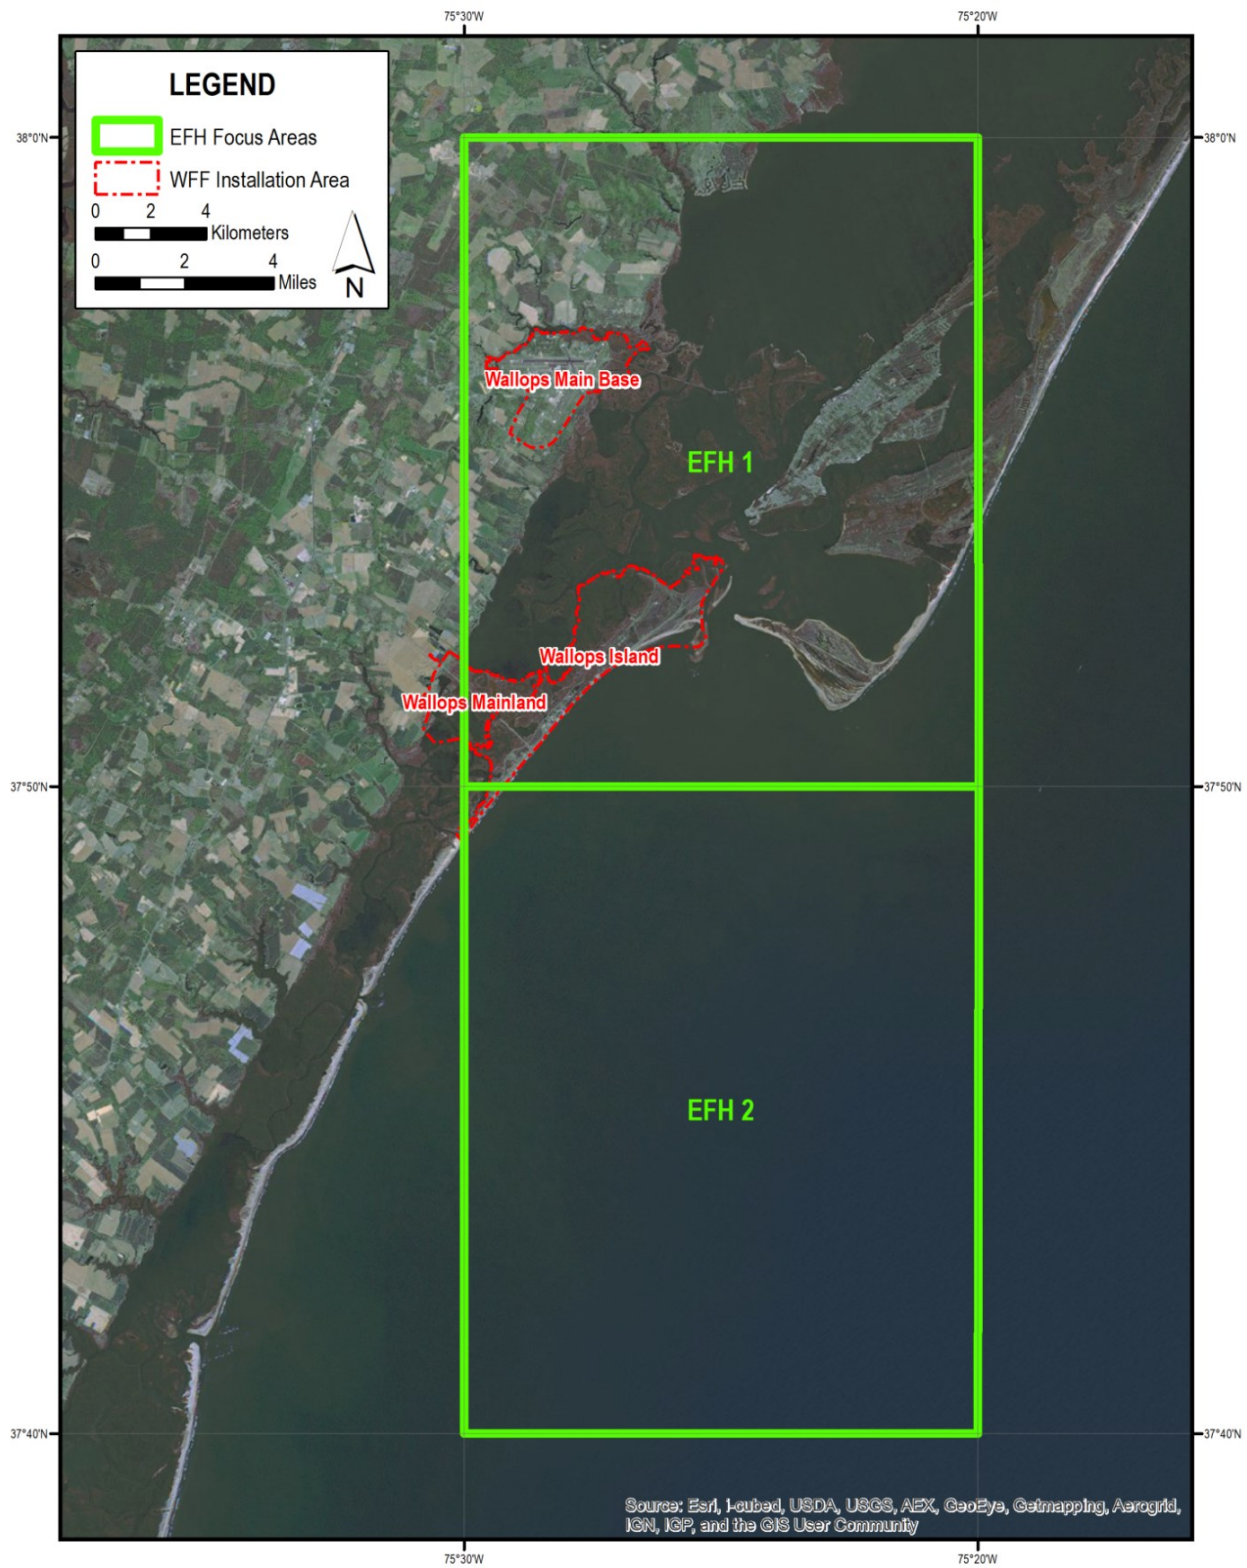 75°30'W 75°20'W
LEGEND
EFH Focus Areas
WFF Installation Area
0 2 4
Kilometers
0 2 4
Miles
N
38°0'N 38°0'N
Wallops Main Base
EFH 1
Wallops Island
Wallops Mainland
37°50'N 37°50'N
EFH 2
37°40'N 37°40'N
Source: Esri, i-cubed, USDA, USGS, AEX, GeoEye, Getmapping, Aerogrid,
IGN, IGP, and the GIS User Community
75°30'W 75°20'W